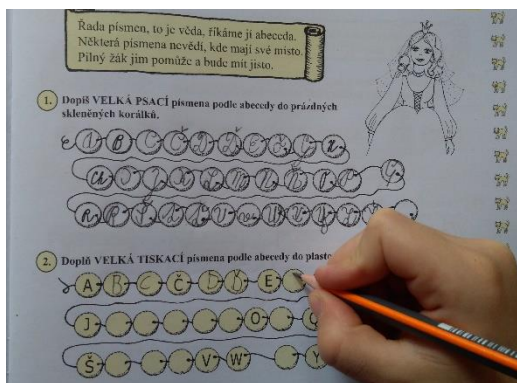 Řada písmen, to je věda, říkáme jí abeceda.
Některá písmena nevědí, kde mají své místo.
Pilný žák jim pomůže a bude mít jisto.
1. Dopiš VELKÁ PSACÍ písmena podle abecedy do prázdných
skleněných korálků.
A B C Č D Ď E F G H
Ch I J K L M N Ň O P Q
2. Doplň VELKÁ TISKACÍ písmena podle abecedy do
A B C Č D Ď E
J O Q
Š V W Y